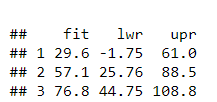 ##    fit   lwr   upr
## 1 29.6 -1.75  61.0
## 2 57.1 25.76  88.5
## 3 76.8 44.75 108.8